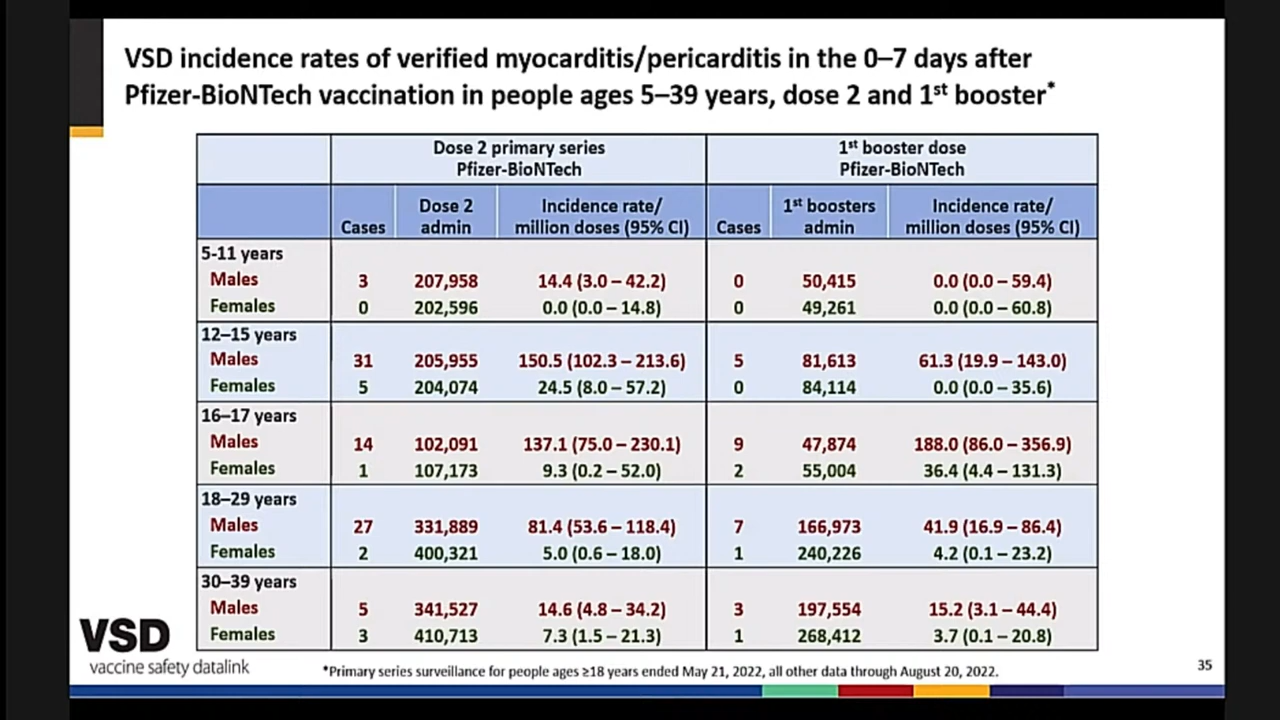 VSD incidence rates of verified myocarditis/pericarditis in the 0–7 days after
Pfizer-BioNTech vaccination in people ages 5–39 years, dose 2 and 1st booster*
Dose 2 primary series
Pfizer-BioNTech
1st booster dose
Pfizer-BioNTech
Cases
Dose 2
admin
Incidence rate/
million doses (95% CI)
Cases
1st boosters
admin
Incidence rate/
million doses (95% CI)
5-11 years
Males 3 207,958 14.4 (3.0 – 42.2) 0 50,415 0.0 (0.0 – 59.4)
Females 0 202,596 0.0 (0.0 – 14.8) 0 49,261 0.0 (0.0 – 60.8)
12–15 years
Males 31 205,955 150.5 (102.3 – 213.6) 5 81,613 61.3 (19.9 – 143.0)
Females 5 204,074 24.5 (8.0 – 57.2) 0 84,114 0.0 (0.0 – 35.6)
16–17 years
Males 14 102,091 137.1 (75.0 – 230.1) 9 47,874 188.0 (86.0 – 356.9)
Females 1 107,173 9.3 (0.2 – 52.0) 2 55,004 36.4 (4.4 – 131.3)
18–29 years
Males 27 331,889 81.4 (53.6 – 118.4) 7 166,973 41.9 (16.9 – 86.4)
Females 2 400,321 5.0 (0.6 – 18.0) 1 240,226 4.2 (0.1 – 23.2)
30–39 years
Males 5 341,527 14.6 (4.8 – 34.2) 3 197,554 15.2 (3.1 – 44.4)
Females 3 410,713 7.3 (1.5 – 21.3) 1 268,412 3.7 (0.1 – 20.8)
VSD
vaccine safety datalink
*Primary series surveillance for people ages ≥18 years ended May 21, 2022, all other data through August 20, 2022.
35